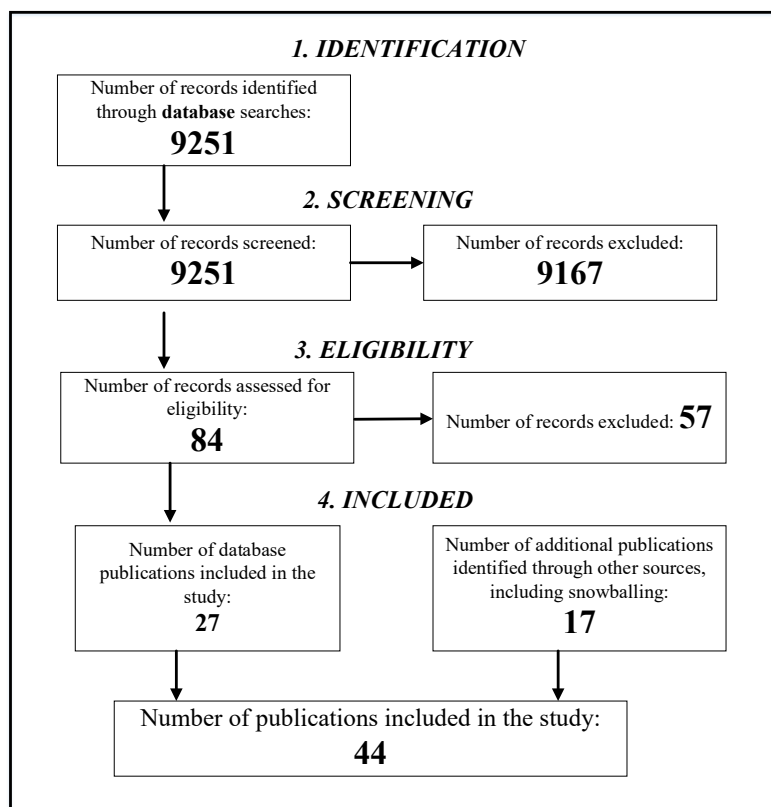 1. IDENTIFICATION
Number of records identified
through database searches:
9251
2. SCREENING
Number of records screened:
9251
Number of records excluded:
9167
3. ELIGIBILITY
Number of records assessed for
eligibility:
84
Number of records excluded: 57
4. INCLUDED
Number of database
publications included in the
study:
27
Number of additional publications
identified through other sources,
including snowballing:
17
Number of publications included in the study:
44